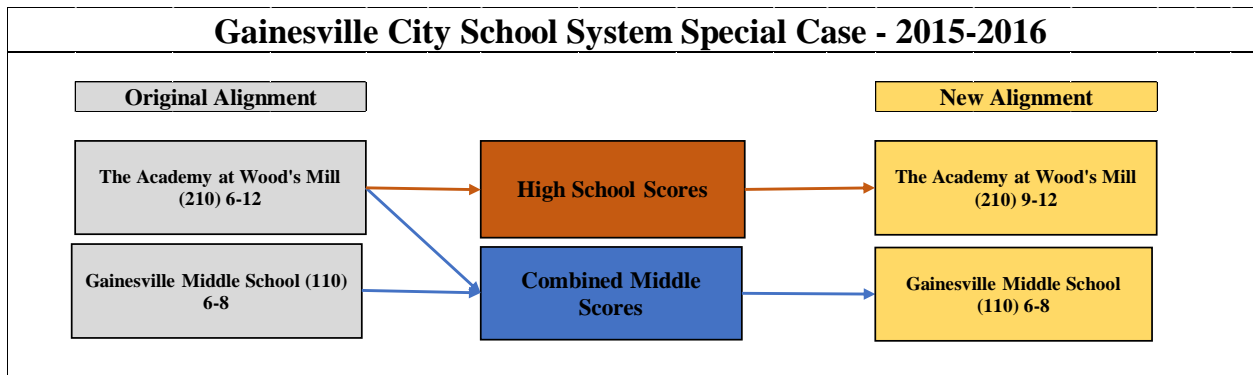 Gainesville City School System Special Case - 2015-2016
Original Alignment
New Alignment
The Academy at Wood's Mill
(210) 6-12
High School Scores
The Academy at Wood's Mill
(210) 9-12
Gainesville Middle School (110)
6-8
Combined Middle
Scores
Gainesville Middle School
(110) 6-8